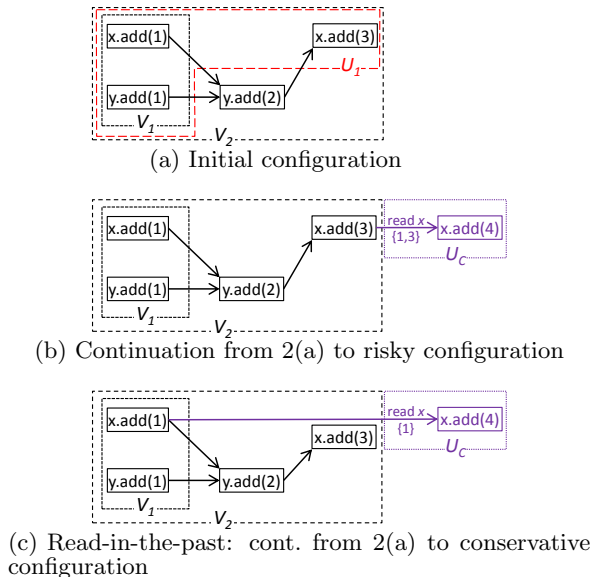 x.add(1)
x.add(3)
U₁
y.add(1)
y.add(2)
V₁
V₂
(a) Initial configuration
x.add(1)
x.add(3)
read x
{1,3}
x.add(4)
U_C
y.add(1)
y.add(2)
V₁
V₂
(b) Continuation from 2(a) to risky configuration
x.add(1)
read x
{1}
x.add(4)
x.add(3)
U_C
y.add(1)
y.add(2)
V₁
V₂
(c) Read-in-the-past: cont. from 2(a) to conservative
configuration